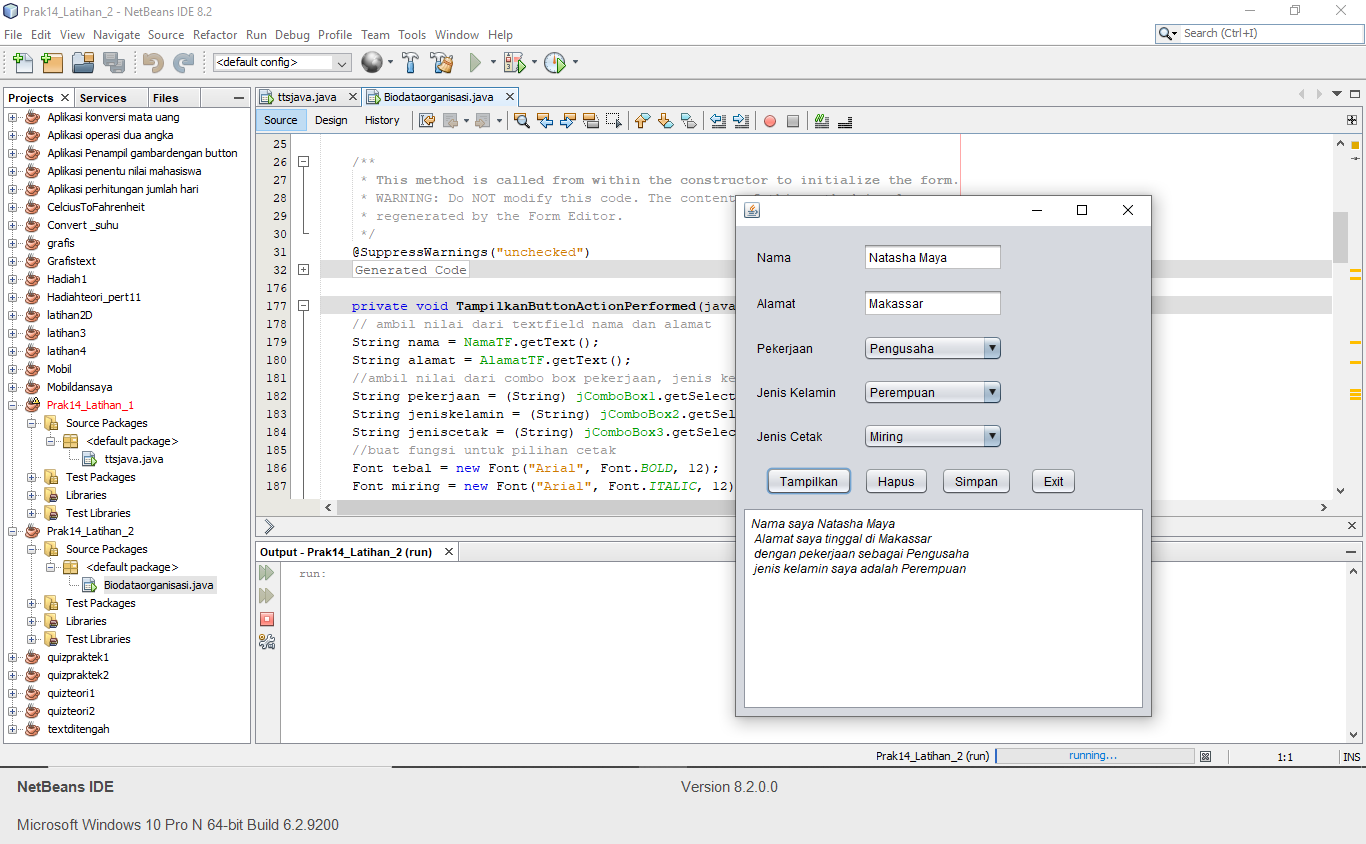 Prak14_Latihan_2 - NetBeans IDE 8.2
File Edit View Navigate Source Refactor Run Debug Profile Team Tools Window Help
Search (Ctrl+I)
<default config>
Projects
Services
Files
Aplikasi konversi mata uang
Aplikasi operasi dua angka
Aplikasi Penampil gambardengan button
Aplikasi penentu nilai mahasiswa
Aplikasi perhitungan jumlah hari
CelciusToFahrenheit
Convert _suhu
grafis
Grafistext
Hadiah1
Hadiahteori_pert11
latihan2D
latihan3
latihan4
Mobil
Mobildansaya
Prak14_Latihan_1
Source Packages
<default package>
ttsjava.java
Test Packages
Libraries
Test Libraries
Prak14_Latihan_2
Source Packages
<default package>
Biodataorganisasi.java
Test Packages
Libraries
Test Libraries
quizpraktek1
quizpraktek2
quizteori1
quizteori2
textditengah
ttsjava.java
Biodataorganisasi.java
Source Design History
25
26 /**
27 * This method is called from within the constructor to initialize the form.
28 * WARNING: Do NOT modify this code. The content
29 * regenerated by the Form Editor.
30 */
31 @SuppressWarnings("unchecked")
32 Generated Code
176
177 private void TampilkanButtonActionPerformed(java
178 // ambil nilai dari textfield nama dan alamat
179 String nama = NamaTF.getText();
180 String alamat = AlamatTF.getText();
181 //ambil nilai dari combo box pekerjaan, jenis ke
182 String pekerjaan = (String) jComboBox1.getSelect
183 String jeniskelamin = (String) jComboBox2.getSel
184 String jeniscetak = (String) jComboBox3.getSelec
185 //buat fungsi untuk pilihan cetak
186 Font tebal = new Font("Arial", Font.BOLD, 12);
187 Font miring = new Font("Arial", Font.ITALIC, 12)
Output - Prak14_Latihan_2 (run)
run:
Nama Natasha Maya
Alamat Makassar
Pekerjaan Pengusaha
Jenis Kelamin Perempuan
Jenis Cetak Miring
Tampilkan Hapus Simpan Exit
Nama saya Natasha Maya
Alamat saya tinggal di Makassar
dengan pekerjaan sebagai Pengusaha
jenis kelamin saya adalah Perempuan
Prak14_Latihan_2 (run) running... 1:1 INS
NetBeans IDE Version 8.2.0.0
Microsoft Windows 10 Pro N 64-bit Build 6.2.9200